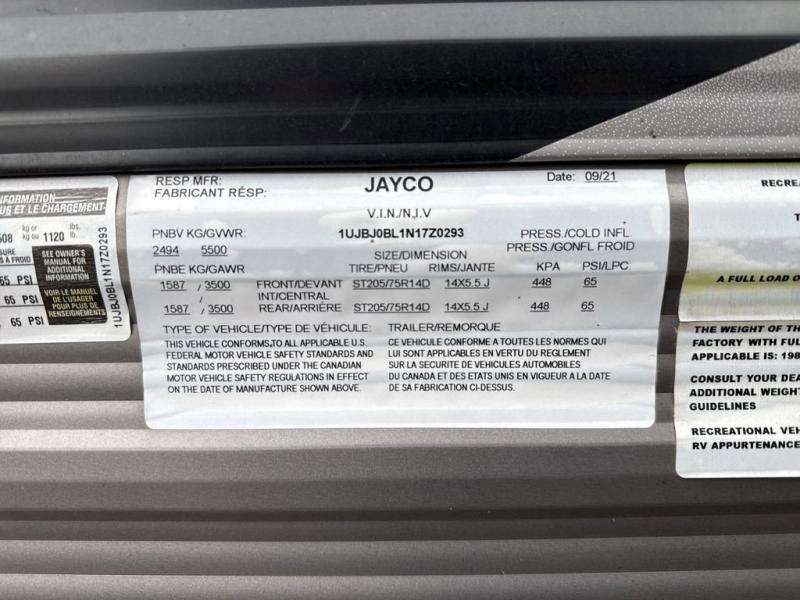 INFORMATION
US ET LE CHARGEMENT
508 kg or kg ou 1120 lbs. lb.
SURE
S À FROID
65 PSI
65 PSI
65 PSI
SEE OWNER'S
MANUAL FOR
ADDITIONAL
INFORMATION
VOIR LE MANUEL
DE L'USAGER
POUR PLUS DE
RENSEIGNEMENTS
1UJBJ0BL1N17Z0293
RESP MFR: JAYCO Date: 09/21
FABRICANT RÉSP:
V.I.N./N.I.V
PNBV KG/GVWR: 1UJBJ0BL1N17Z0293 PRESS./COLD INFL.
2494 5500 SIZE/DIMENSION PRESS./GONFL FROID
PNBE KG/GAWR TIRE/PNEU RIMS/JANTE KPA PSI/LPC
1587 / 3500 FRONT/DEVANT ST205/75R14D 14X5.5 J 448 65
/ INT/CENTRAL
1587 / 3500 REAR/ARRIÈRE ST205/75R14D 14X5.5 J 448 65
TYPE OF VEHICLE/TYPE DE VÉHICULE: TRAILER/REMORQUE
THIS VEHICLE CONFORMS,TO ALL APPLICABLE U.S.
FEDERAL MOTOR VEHICLE SAFETY STANDARDS AND
STANDARDS PRESCRIBED UNDER THE CANADIAN
MOTOR VEHICLE SAFETY REGULATIONS IN EFFECT
ON THE DATE OF MANUFACTURE SHOWN ABOVE.
CE VEHICULE CONFORME A TOUTES LES NORMES QUI
LUI SONT APPLICABLES EN VERTU DU REGLEMENT
SUR LA SECURITE DE VEHICULES AUTOMOBILES
DU CANADA ET DES ETATS UNIS EN VIGUEUR A LA DATE
DE SA FABRICATION CI-DESSUS.
RECRE
T
A FULL LOAD O
THE WEIGHT OF TH
FACTORY WITH FUL
APPLICABLE IS: 198
CONSULT YOUR DEA
ADDITIONAL WEIGHT
GUIDELINES
RECREATIONAL VEH
RV APPURTENANCE